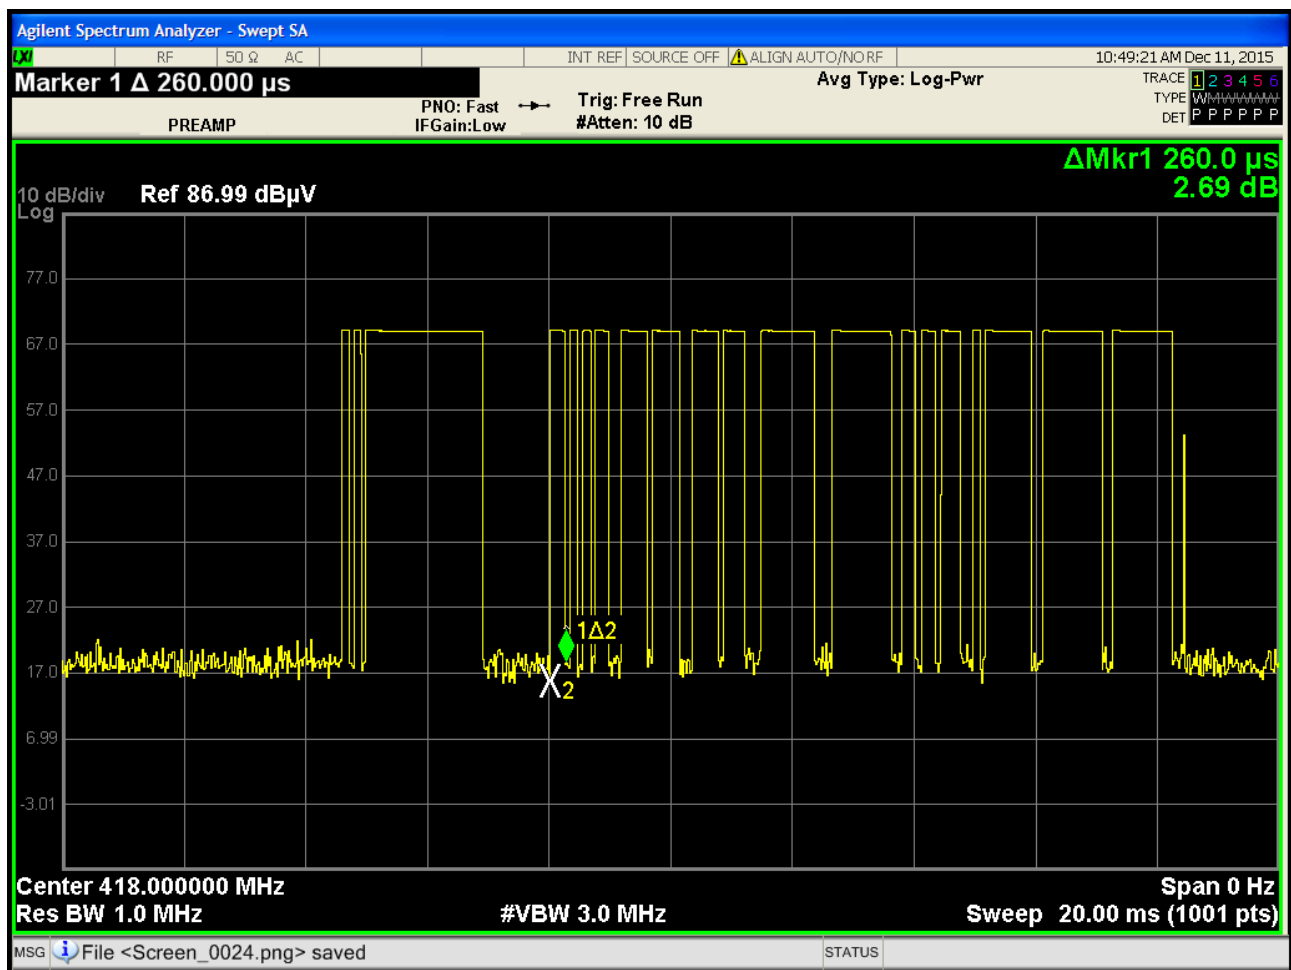 Agilent Spectrum Analyzer - Swept SA
LXI RF 50 Ω AC INT REF SOURCE OFF ALIGN AUTO/NO RF 10:49:21 AM Dec 11, 2015
Marker 1 Δ 260.000 µs
PREAMP
PNO: Fast
IFGain:Low
Trig: Free Run
#Atten: 10 dB
Avg Type: Log-Pwr
TRACE 1 2 3 4 5 6
TYPE WMWWWWW
DET P P P P P P
ΔMkr1 260.0 µs
2.69 dB
10 dB/div Ref 86.99 dBµV
Log
77.0
67.0
57.0
47.0
37.0
27.0
1Δ2
17.0
2
6.99
-3.01
Center 418.000000 MHz Span 0 Hz
Res BW 1.0 MHz #VBW 3.0 MHz Sweep 20.00 ms (1001 pts)
MSG File <Screen_0024.png> saved STATUS